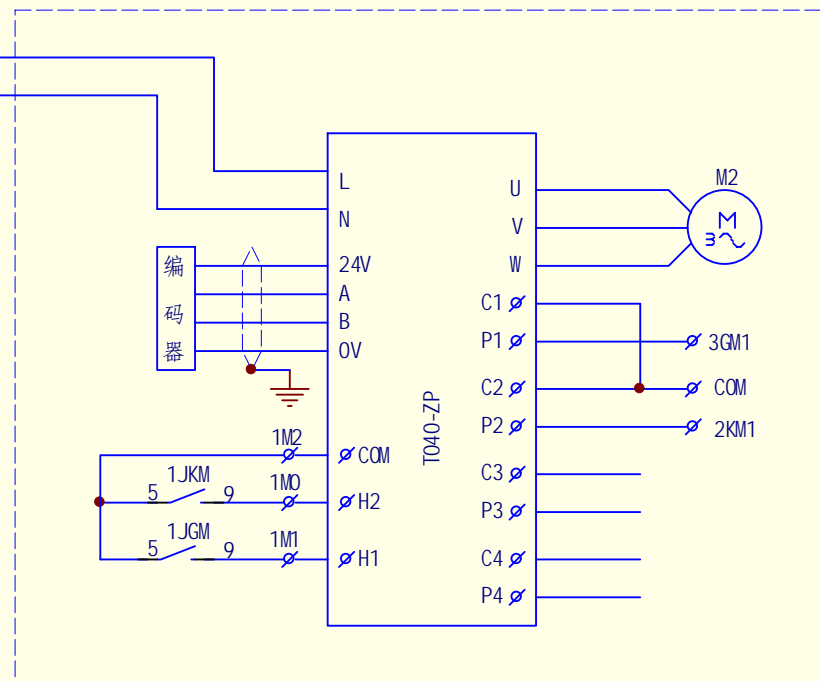 L
N
24V
A
B
0V
编
码
器
1M2
COM
1JKM
5
9
1M0
H2
1JGM
5
9
1M1
H1
T040-ZP
U
V
W
C1
P1
C2
P2
C3
P3
C4
P4
M2
M
3
3GM1
COM
2KM1